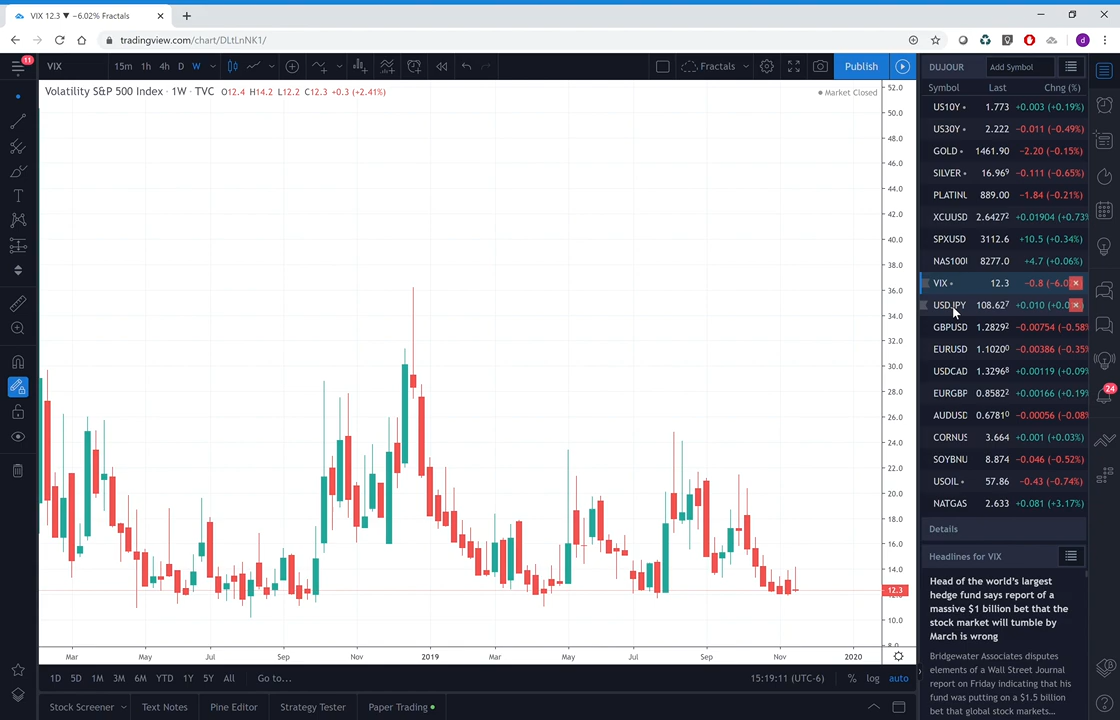 VIX 12.3 ▼ −6.02% Fractals
tradingview.com/chart/DLtLnNK1/
d
11
VIX 15m 1h 4h D W Fractals Publish
Volatility S&P 500 Index · 1W · TVC O12.4 H14.2 L12.2 C12.3 +0.3 (+2.41%)
Market Closed
52.0
50.0
48.0
46.0
44.0
42.0
40.0
38.0
36.0
34.0
32.0
30.0
28.0
26.0
24.0
22.0
20.0
18.0
16.0
14.0
12.3
10.0
8.0
Mar May Jul Sep Nov 2019 Mar May Jul Sep Nov 2020
1D 5D 1M 3M 6M YTD 1Y 5Y All Go to... 15:19:11 (UTC-6) % log auto
Stock Screener Text Notes Pine Editor Strategy Tester Paper Trading
DUJOUR Add Symbol
Symbol Last Chng (%)
US10Y 1.773 +0.003 (+0.19%)
US30Y 2.222 −0.011 (−0.49%)
GOLD 1461.90 −2.20 (−0.15%)
SILVER 16.969 −0.111 (−0.65%)
PLATINU 889.00 −1.84 (−0.21%)
XCUUSD 2.64272 +0.01904 (+0.73%
SPXUSD 3112.6 +10.5 (+0.34%)
NAS100U 8277.0 +4.7 (+0.06%)
VIX 12.3 −0.8 (−6.0
USDJPY 108.627 +0.010 (+0.0
GBPUSD 1.28292 −0.00754 (−0.58%
EURUSD 1.10200 −0.00386 (−0.35%
USDCAD 1.32968 +0.00119 (+0.09%
EURGBP 0.85822 +0.00166 (+0.19%
AUDUSD 0.67810 −0.00056 (−0.08%
CORNUS 3.664 +0.001 (+0.03%)
SOYBNU 8.874 −0.046 (−0.52%)
USOIL 57.86 −0.43 (−0.74%)
NATGAS 2.633 +0.081 (+3.17%)
24
Details
Headlines for VIX
Head of the world's largest
hedge fund says report of a
massive $1 billion bet that the
stock market will tumble by
March is wrong
Bridgewater Associates disputes
elements of a Wall Street Journal
report on Friday indicating that his
fund was putting on a $1.5 billion
bet that global stock markets...